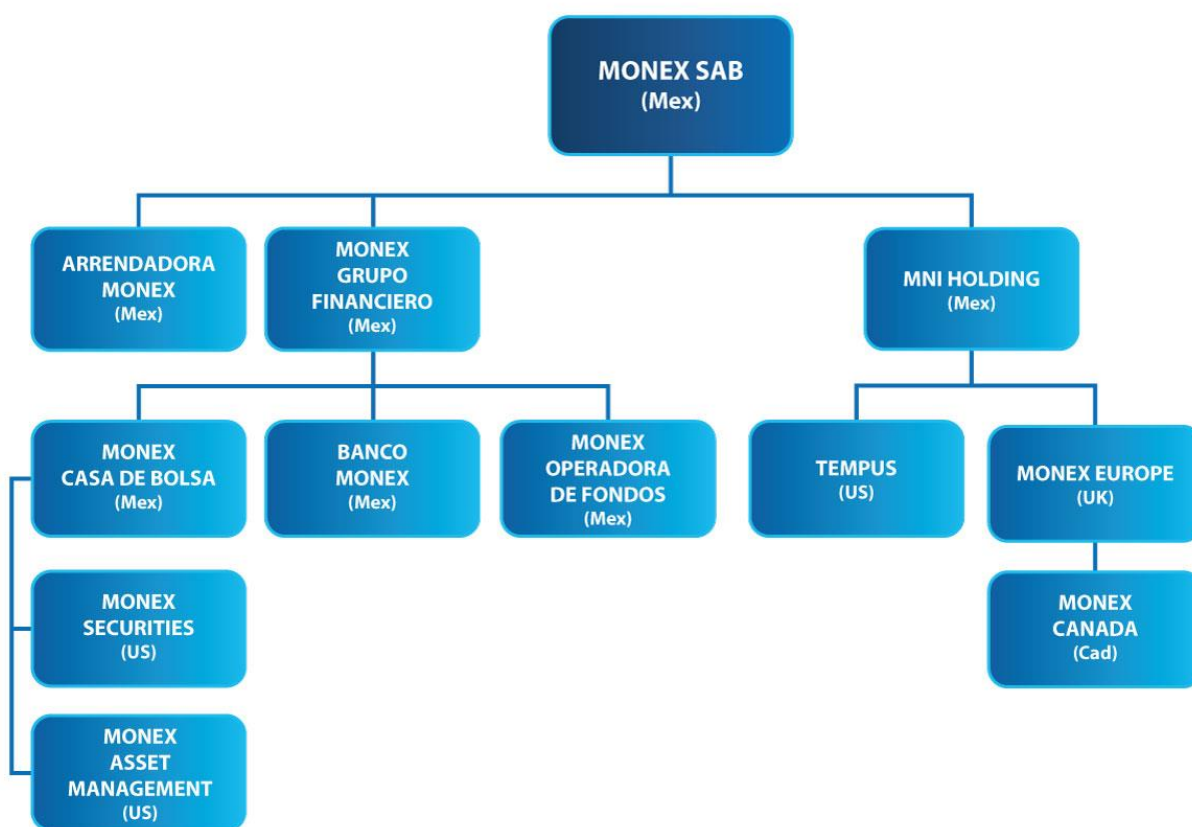 MONEX SAB
(Mex)
ARRENDADORA
MONEX
(Mex)
MONEX
GRUPO
FINANCIERO
(Mex)
MNI HOLDING
(Mex)
MONEX
CASA DE BOLSA
(Mex)
BANCO
MONEX
(Mex)
MONEX
OPERADORA
DE FONDOS
(Mex)
TEMPUS
(US)
MONEX EUROPE
(UK)
MONEX
SECURITIES
(US)
MONEX
CANADA
(Cad)
MONEX
ASSET
MANAGEMENT
(US)